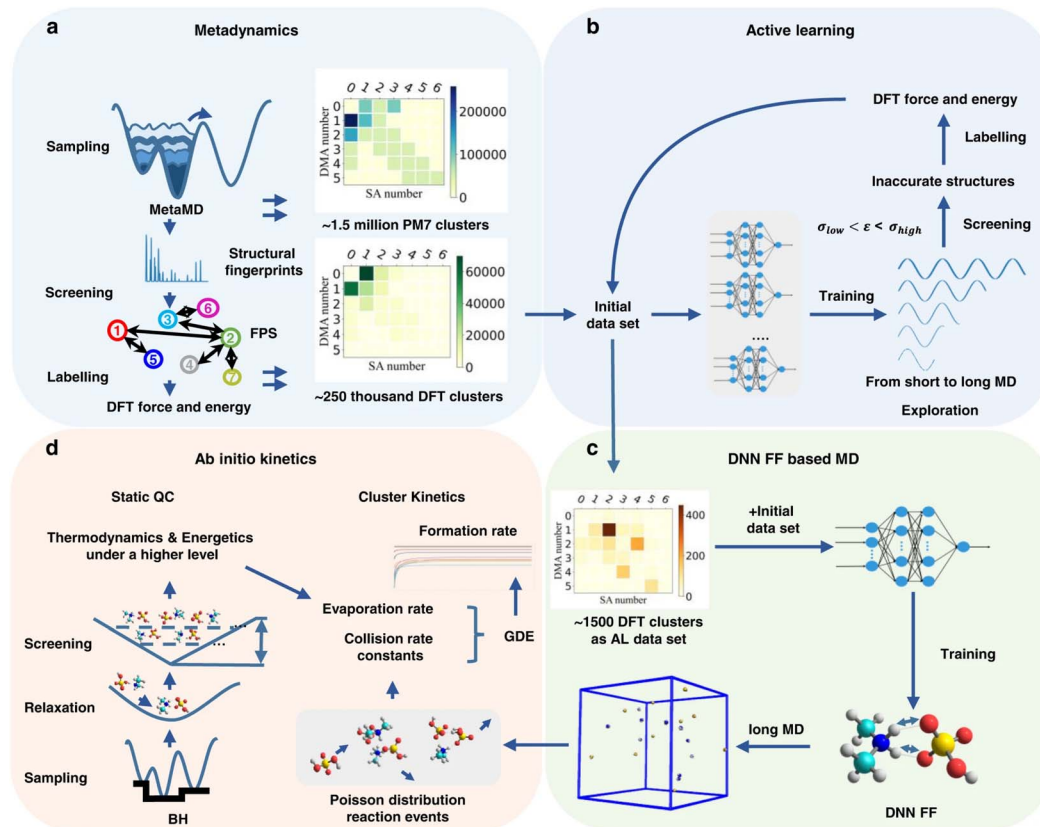 a
Metadynamics
Sampling
MetaMD
0 1 2 3 4 5 6
0
1
2
3
4
5
DMA number
SA number
200000
100000
0
~1.5 million PM7 clusters
Structural
fingerprints
Screening
1
2
3
4
5
6
7
FPS
Labelling
DFT force and energy
0 1 2 3 4 5 6
0
1
2
3
4
5
DMA number
SA number
60000
40000
20000
0
~250 thousand DFT clusters
b
Active learning
DFT force and energy
Labelling
Inaccurate structures
σlow < ε < σhigh
Screening
Initial
data set
....
Training
From short to long MD
Exploration
c
DNN FF based MD
0 1 2 3 4 5 6
0
1
2
3
4
5
DMA number
SA number
400
200
0
~1500 DFT clusters
as AL data set
+Initial
data set
Training
long MD
DNN FF
d
Ab initio kinetics
Static QC
Thermodynamics & Energetics
under a higher level
Screening
...
...
Relaxation
Sampling
BH
Cluster Kinetics
Formation rate
Evaporation rate
Collision rate
constants
GDE
Poisson distribution
reaction events